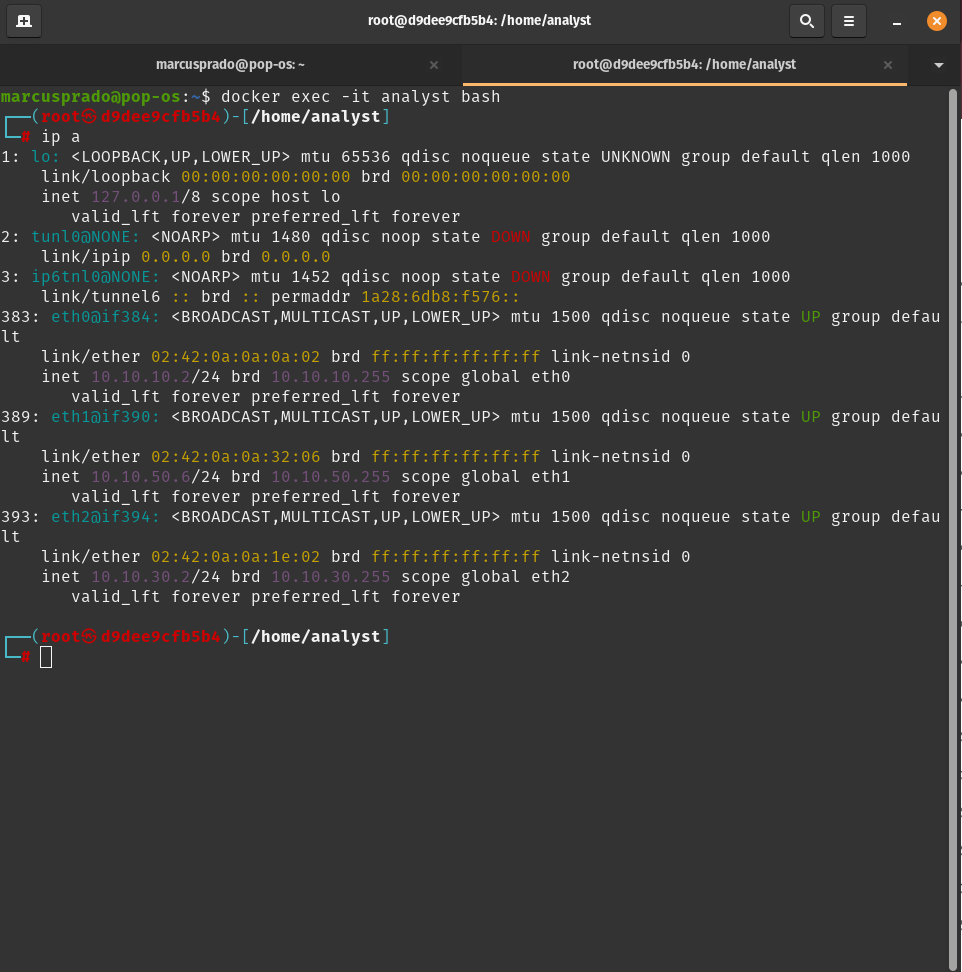 root@d9dee9cfb5b4: /home/analyst
marcusprado@pop-os: ~
root@d9dee9cfb5b4: /home/analyst
marcusprado@pop-os:~$ docker exec -it analyst bash
┌──(root㉿d9dee9cfb5b4)-[/home/analyst]
└─# ip a
1: lo: <LOOPBACK,UP,LOWER_UP> mtu 65536 qdisc noqueue state UNKNOWN group default qlen 1000
    link/loopback 00:00:00:00:00:00 brd 00:00:00:00:00:00
    inet 127.0.0.1/8 scope host lo
       valid_lft forever preferred_lft forever
2: tunl0@NONE: <NOARP> mtu 1480 qdisc noop state DOWN group default qlen 1000
    link/ipip 0.0.0.0 brd 0.0.0.0
3: ip6tnl0@NONE: <NOARP> mtu 1452 qdisc noop state DOWN group default qlen 1000
    link/tunnel6 :: brd :: permaddr 1a28:6db8:f576::
383: eth0@if384: <BROADCAST,MULTICAST,UP,LOWER_UP> mtu 1500 qdisc noqueue state UP group defau
lt
    link/ether 02:42:0a:0a:0a:02 brd ff:ff:ff:ff:ff:ff link-netnsid 0
    inet 10.10.10.2/24 brd 10.10.10.255 scope global eth0
       valid_lft forever preferred_lft forever
389: eth1@if390: <BROADCAST,MULTICAST,UP,LOWER_UP> mtu 1500 qdisc noqueue state UP group defau
lt
    link/ether 02:42:0a:0a:32:06 brd ff:ff:ff:ff:ff:ff link-netnsid 0
    inet 10.10.50.6/24 brd 10.10.50.255 scope global eth1
       valid_lft forever preferred_lft forever
393: eth2@if394: <BROADCAST,MULTICAST,UP,LOWER_UP> mtu 1500 qdisc noqueue state UP group defau
lt
    link/ether 02:42:0a:0a:1e:02 brd ff:ff:ff:ff:ff:ff link-netnsid 0
    inet 10.10.30.2/24 brd 10.10.30.255 scope global eth2
       valid_lft forever preferred_lft forever
┌──(root㉿d9dee9cfb5b4)-[/home/analyst]
└─#